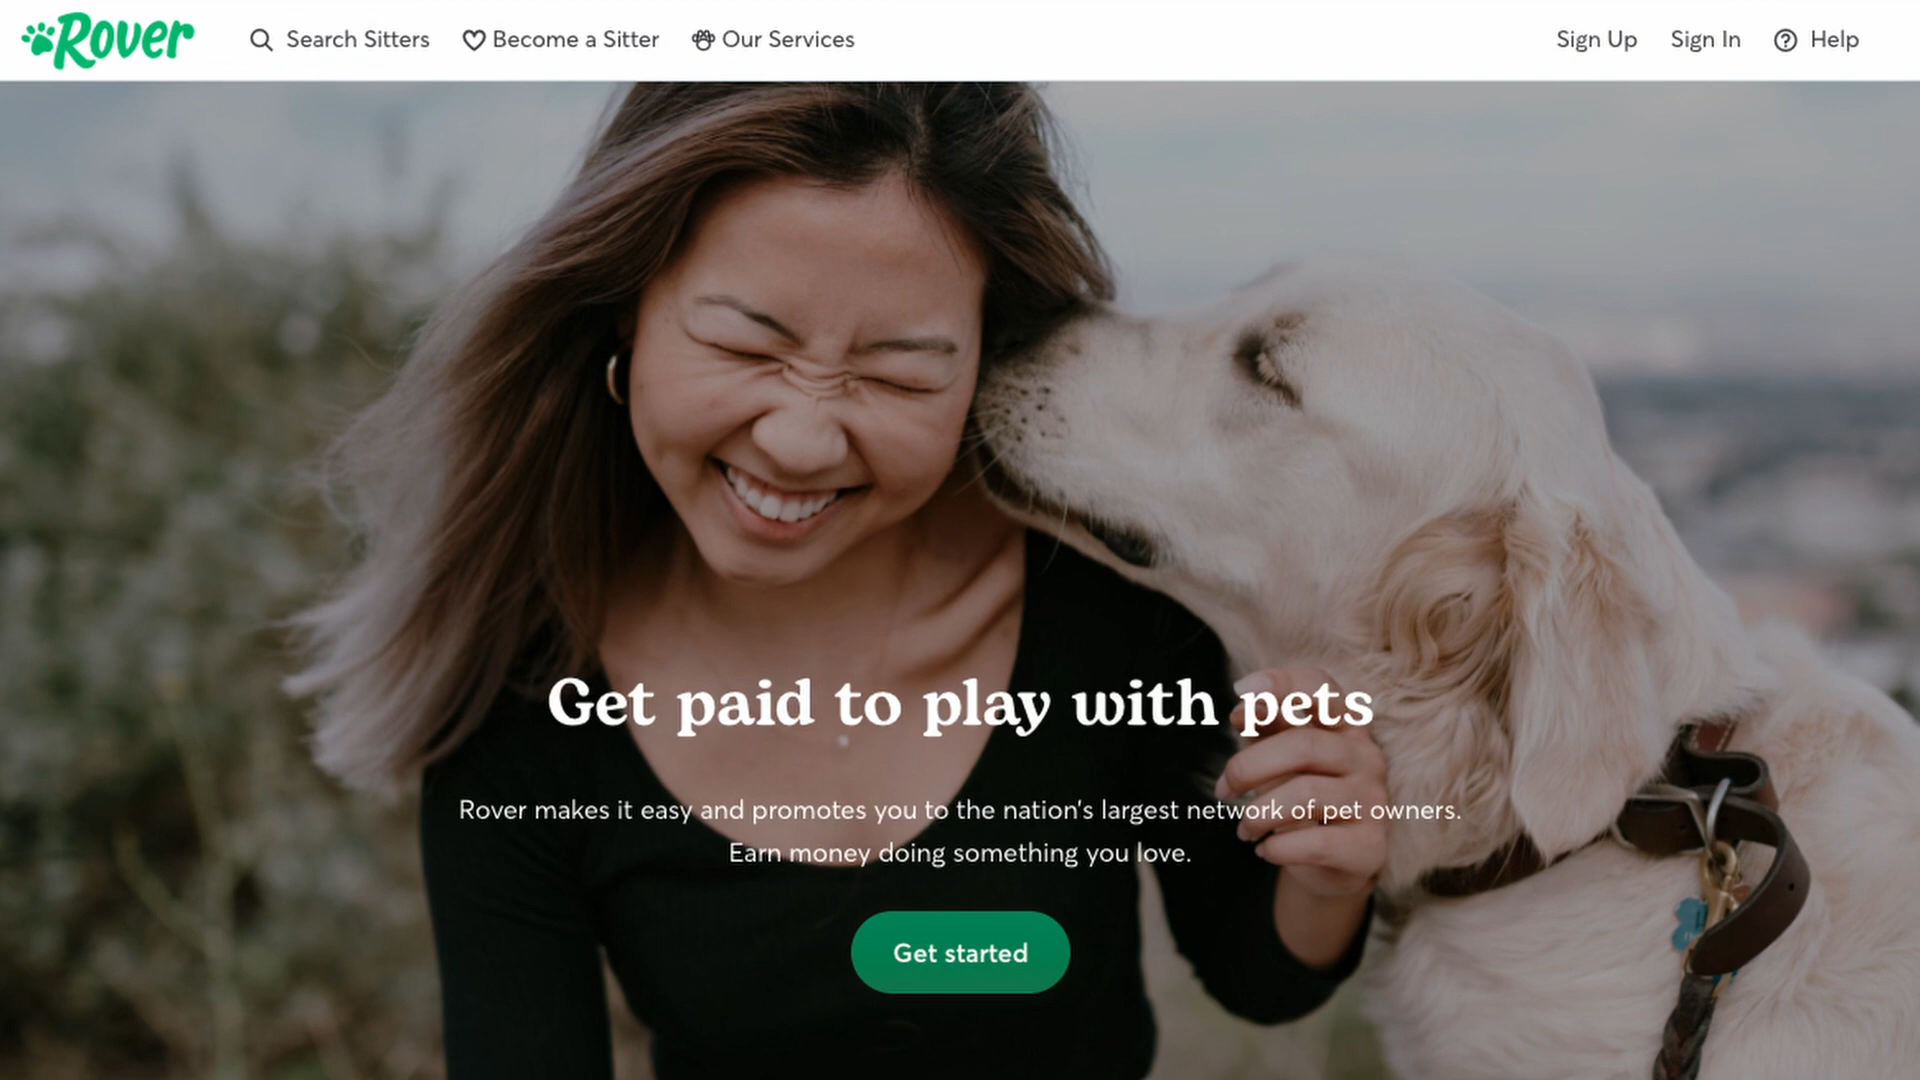 Rover
Search Sitters
Become a Sitter
Our Services
Sign Up
Sign In
Help
Get paid to play with pets
Rover makes it easy and promotes you to the nation's largest network of pet owners.
Earn money doing something you love.
Get started